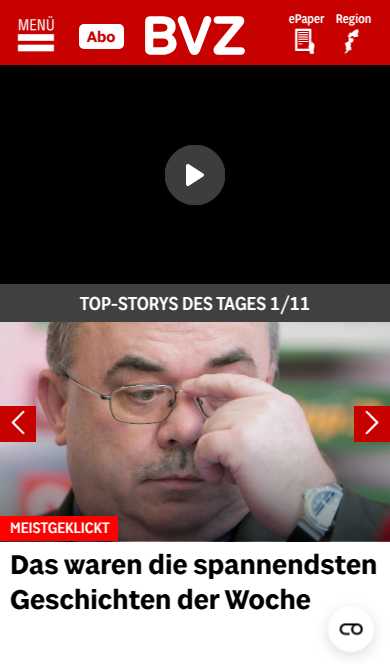 MENÜ
Abo
BVZ
ePaper
Region
TOP-STORYS DES TAGES 1/11
MEISTGEKLICKT
Das waren die spannendsten
Geschichten der Woche